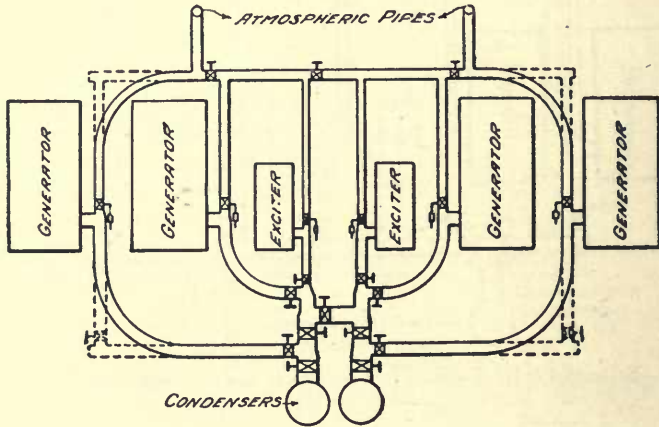 ATMOSPHERIC PIPES
GENERATOR
GENERATOR
EXCITER
EXCITER
GENERATOR
GENERATOR
CONDENSERS